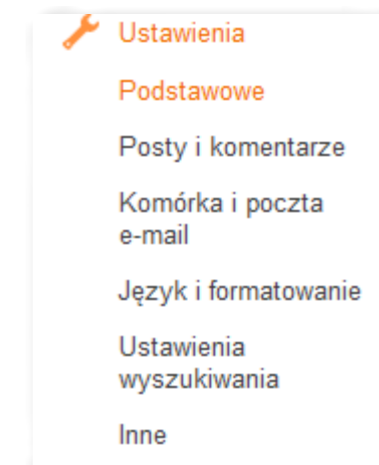 Ustawienia
Podstawowe
Posty i komentarze
Komórka i poczta
e-mail
Język i formatowanie
Ustawienia
wyszukiwania
Inne